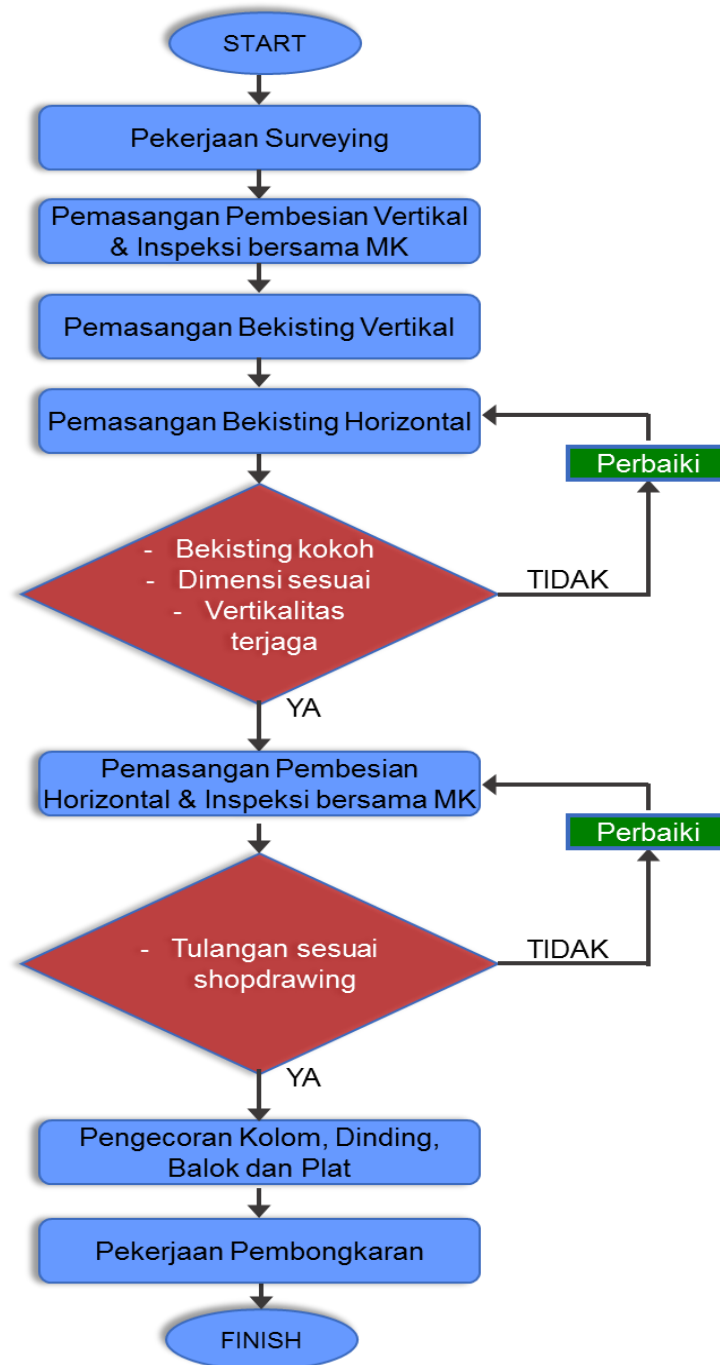 START
Pekerjaan Surveying
Pemasangan Pembesian Vertikal
& Inspeksi bersama MK
Pemasangan Bekisting Vertikal
Pemasangan Bekisting Horizontal
Perbaiki
- Bekisting kokoh
- Dimensi sesuai
- Vertikalitas
terjaga
TIDAK
YA
Pemasangan Pembesian
Horizontal & Inspeksi bersama MK
Perbaiki
- Tulangan sesuai
shopdrawing
TIDAK
YA
Pengecoran Kolom, Dinding,
Balok dan Plat
Pekerjaan Pembongkaran
FINISH